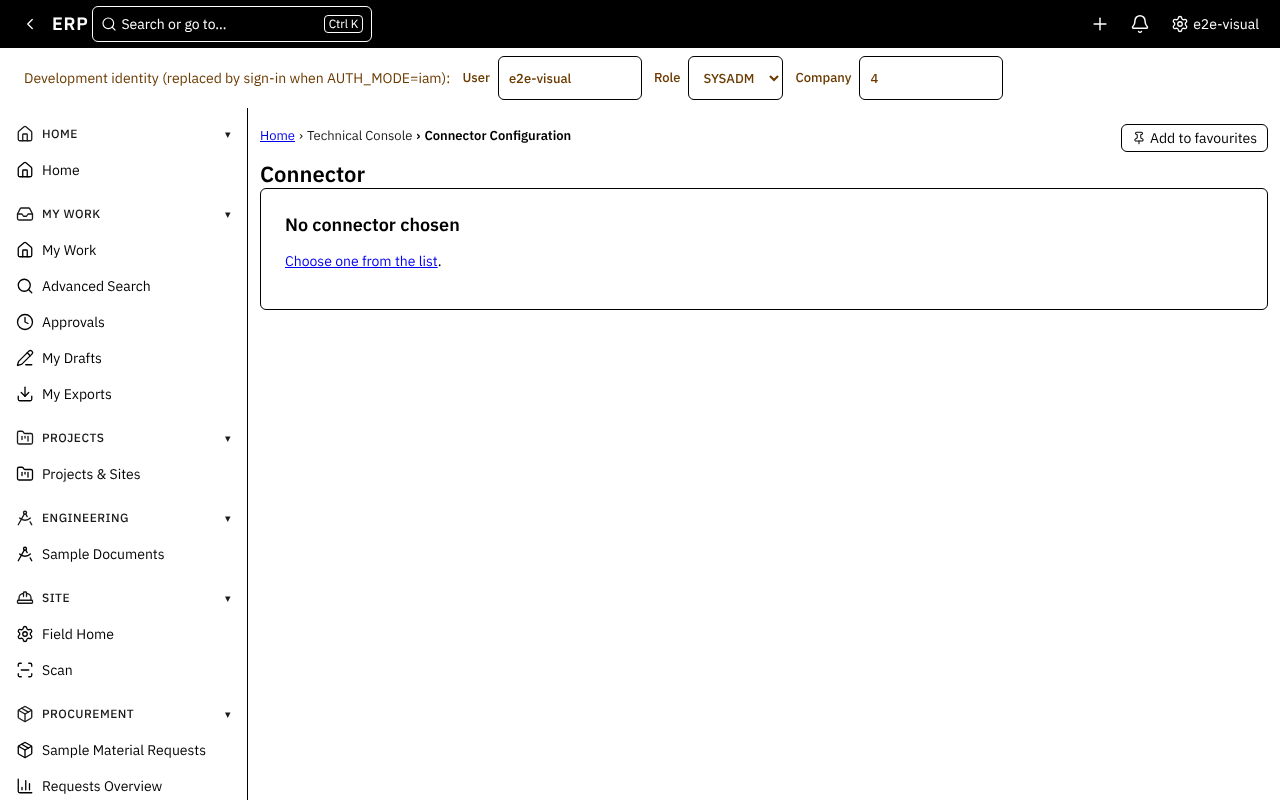 ERP
Search or go to...
Ctrl K
e2e-visual
Development identity (replaced by sign-in when AUTH_MODE=iam):
User
e2e-visual
Role
SYSADM
Company
4
HOME
Home
MY WORK
My Work
Advanced Search
Approvals
My Drafts
My Exports
PROJECTS
Projects & Sites
ENGINEERING
Sample Documents
SITE
Field Home
Scan
PROCUREMENT
Sample Material Requests
Requests Overview
Home › Technical Console › Connector Configuration
Add to favourites
Connector
No connector chosen
Choose one from the list.